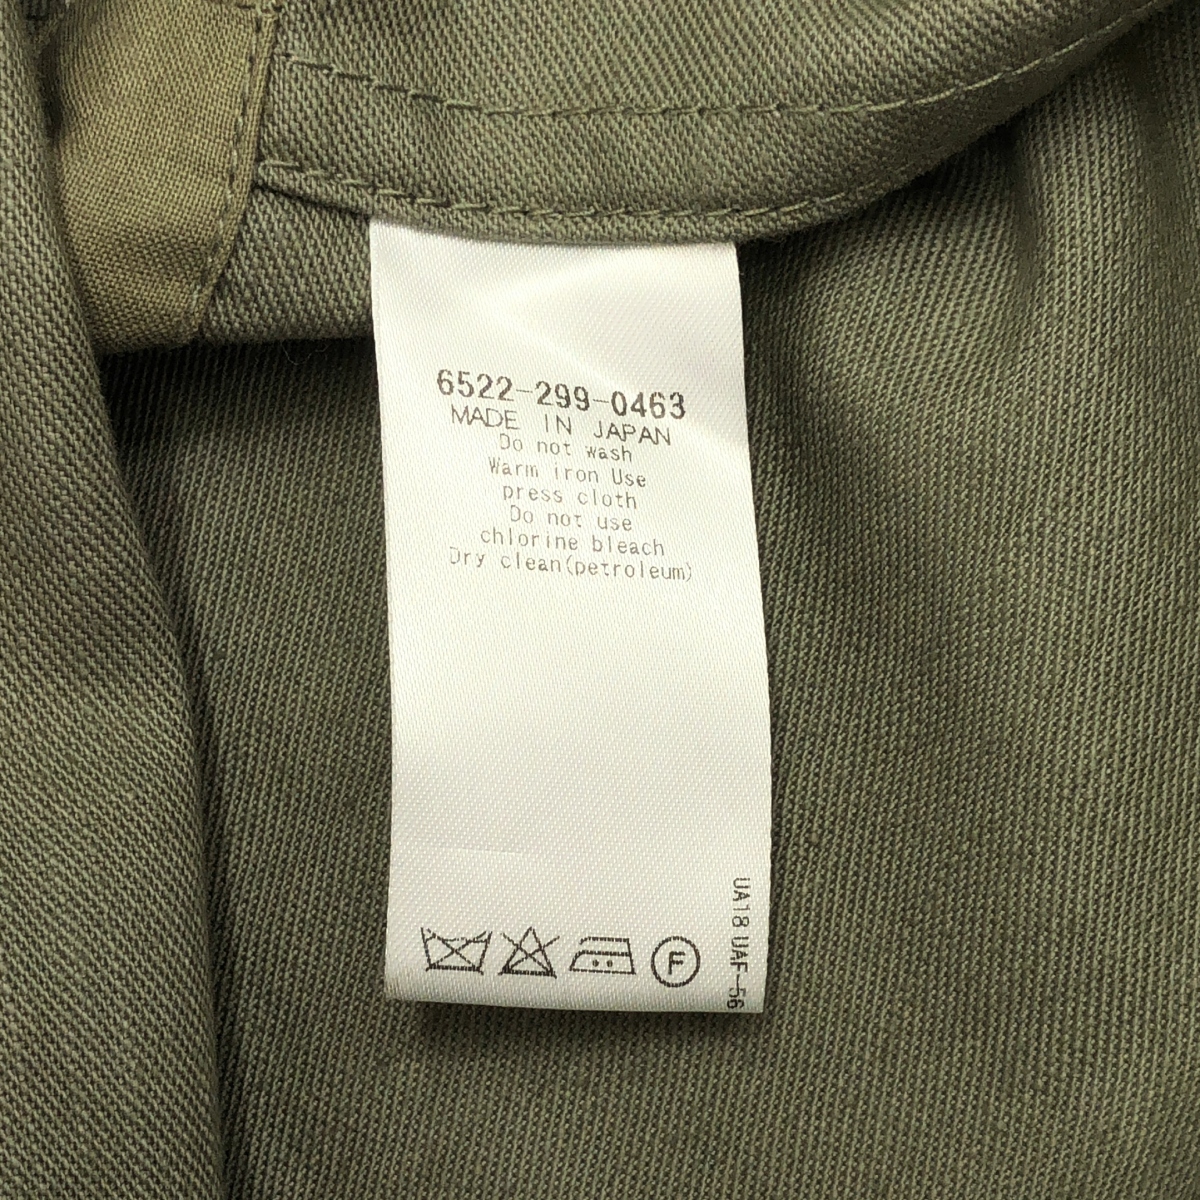 6522-299-0463
MADE IN JAPAN
Do not wash
Warm iron Use
press cloth
Do not use
chlorine bleach
Dry clean(petroleum)
F
UA18 UAF-56